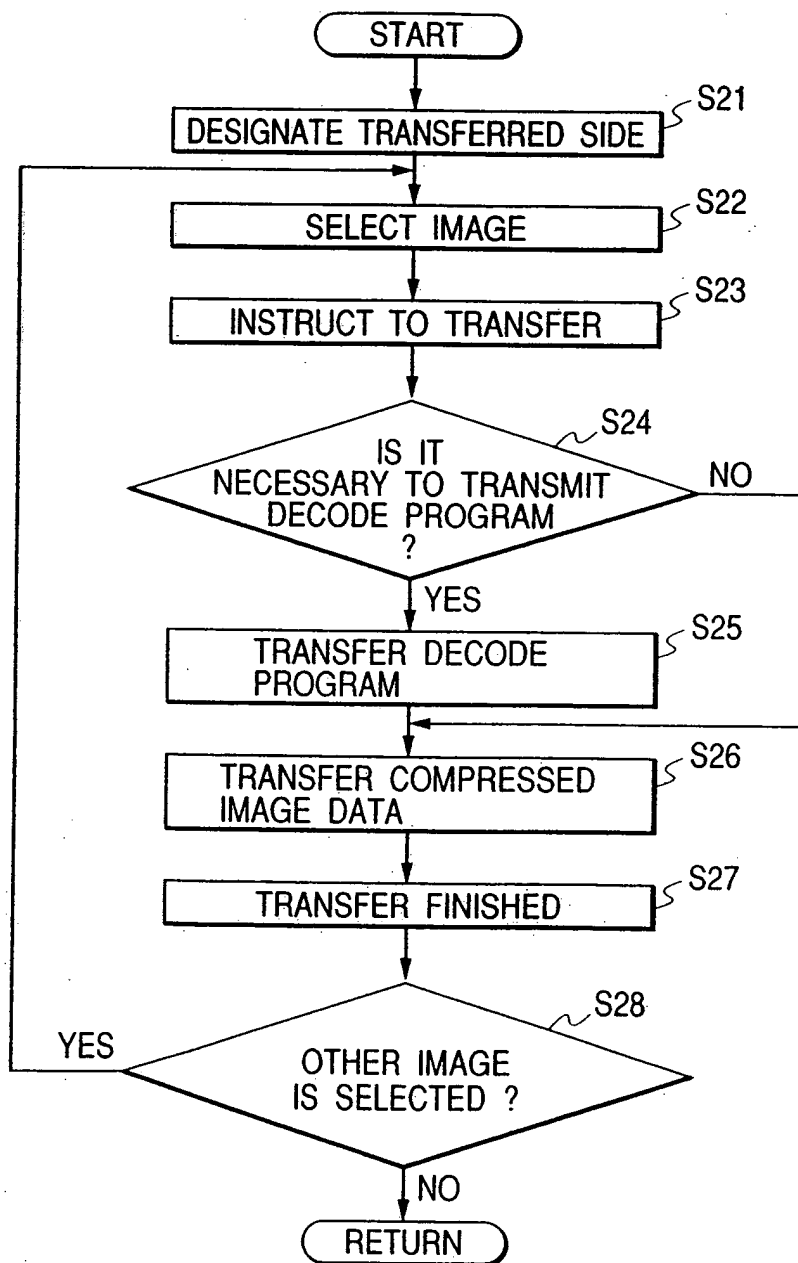 START
S21
DESIGNATE TRANSFERRED SIDE
S22
SELECT IMAGE
S23
INSTRUCT TO TRANSFER
S24
IS IT
NECESSARY TO TRANSMIT
DECODE PROGRAM
?
NO
YES
S25
TRANSFER DECODE
PROGRAM
S26
TRANSFER COMPRESSED
IMAGE DATA
S27
TRANSFER FINISHED
S28
YES
OTHER IMAGE
IS SELECTED ?
NO
RETURN